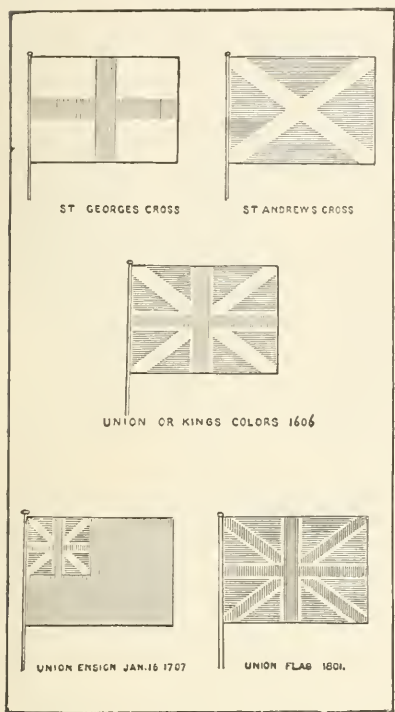 ST GEORGES CROSS
ST ANDREWS CROSS
UNION OR KINGS COLORS 1606
UNION ENSIGN JAN.16 1707
UNION FLAG 1801.